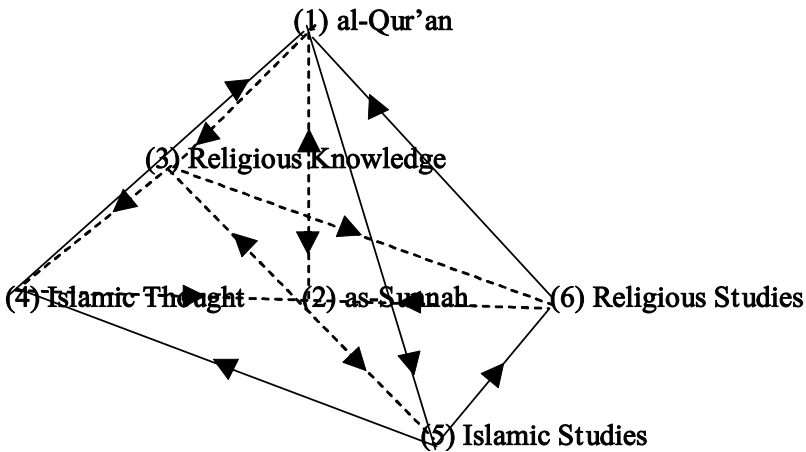 (1) al-Qur’an
(3) Religious Knowledge
(4) Islamic Thought
(2) as-Sunnah
(6) Religious Studies
(5) Islamic Studies